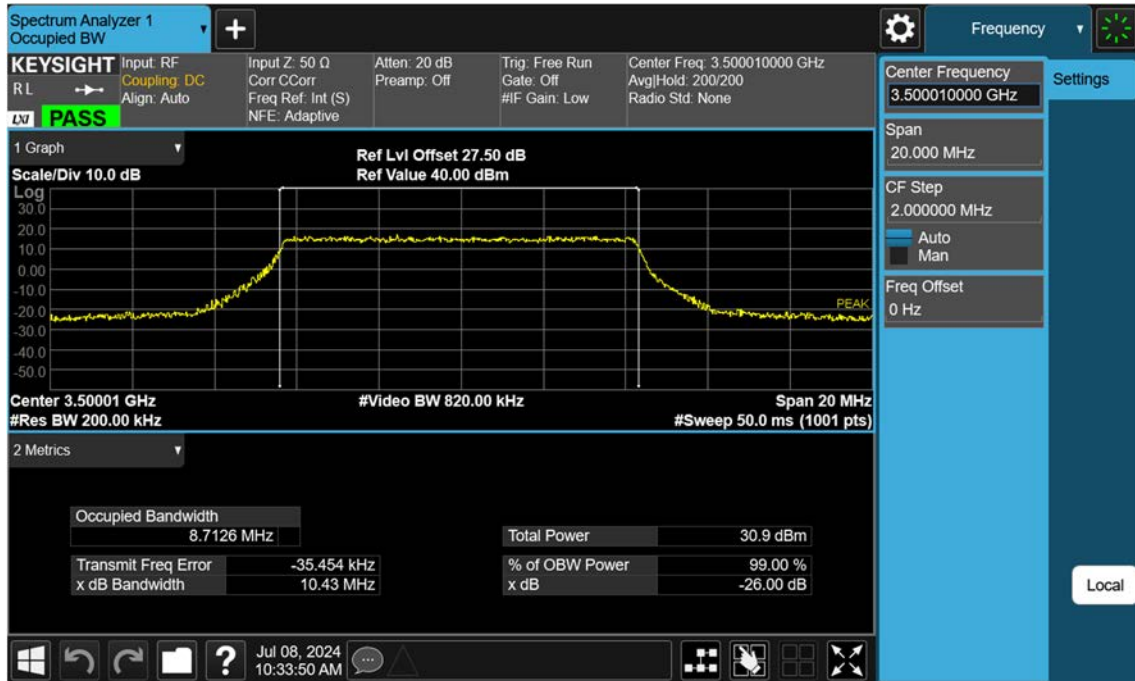 Spectrum Analyzer 1
Occupied BW
Frequency
KEYSIGHT
R L
LXI
PASS
Input: RF
Coupling: DC
Align: Auto
Input Z: 50 Ω
Corr CCorr
Freq Ref: Int (S)
NFE: Adaptive
Atten: 20 dB
Preamp: Off
Trig: Free Run
Gate: Off
#IF Gain: Low
Center Freq: 3.500010000 GHz
Avg|Hold: 200/200
Radio Std: None
Center Frequency
3.500010000 GHz
Settings
Span
20.000 MHz
CF Step
2.000000 MHz
Auto
Man
Freq Offset
0 Hz
Local
1 Graph
Scale/Div 10.0 dB
Ref Lvl Offset 27.50 dB
Ref Value 40.00 dBm
Log
30.0
20.0
10.0
0.00
-10.0
-20.0
-30.0
-40.0
-50.0
PEAK
Center 3.50001 GHz
#Video BW 820.00 kHz
Span 20 MHz
#Res BW 200.00 kHz
#Sweep 50.0 ms (1001 pts)
2 Metrics
Occupied Bandwidth
8.7126 MHz
Total Power 30.9 dBm
Transmit Freq Error -35.454 kHz
% of OBW Power 99.00 %
x dB Bandwidth 10.43 MHz
x dB -26.00 dB
?
Jul 08, 2024
10:33:50 AM